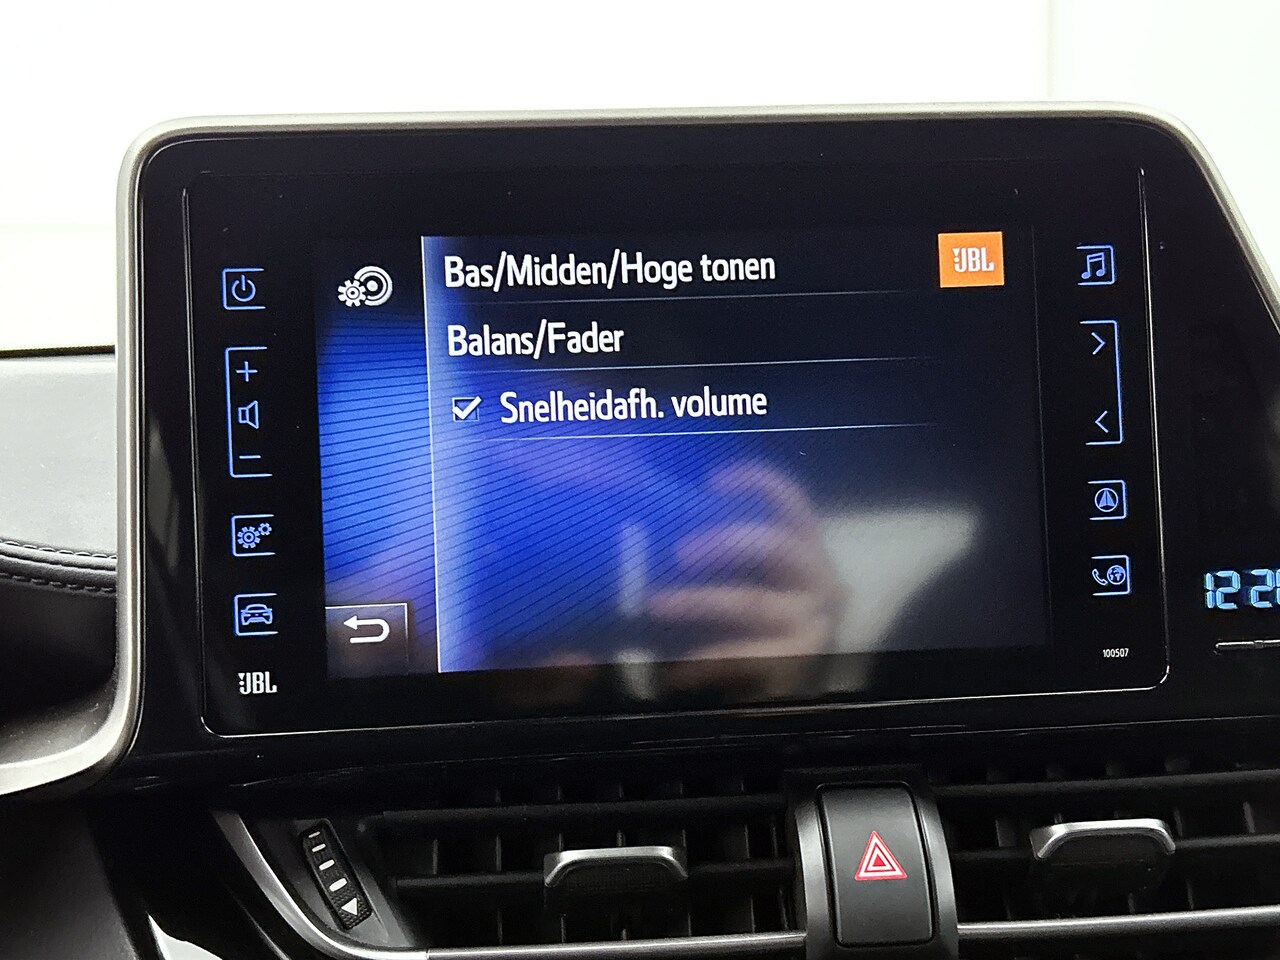 Bas/Midden/Hoge tonen
JBL
Balans/Fader
Snelheidafh. volume
JBL
100507